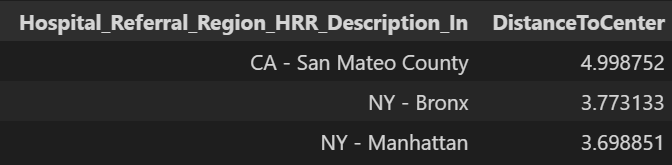 Hospital_Referral_Region_HRR_Description_In DistanceToCenter
CA - San Mateo County 4.998752
NY - Bronx 3.773133
NY - Manhattan 3.698851